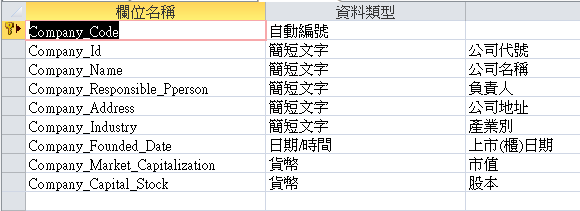 欄位名稱 資料類型
Company_Code 自動編號
Company_Id 簡短文字 公司代號
Company_Name 簡短文字 公司名稱
Company_Responsible_Pperson 簡短文字 負責人
Company_Address 簡短文字 公司地址
Company_Industry 簡短文字 產業別
Company_Founded_Date 日期/時間 上市(櫃)日期
Company_Market_Capitalization 貨幣 市值
Company_Capital_Stock 貨幣 股本